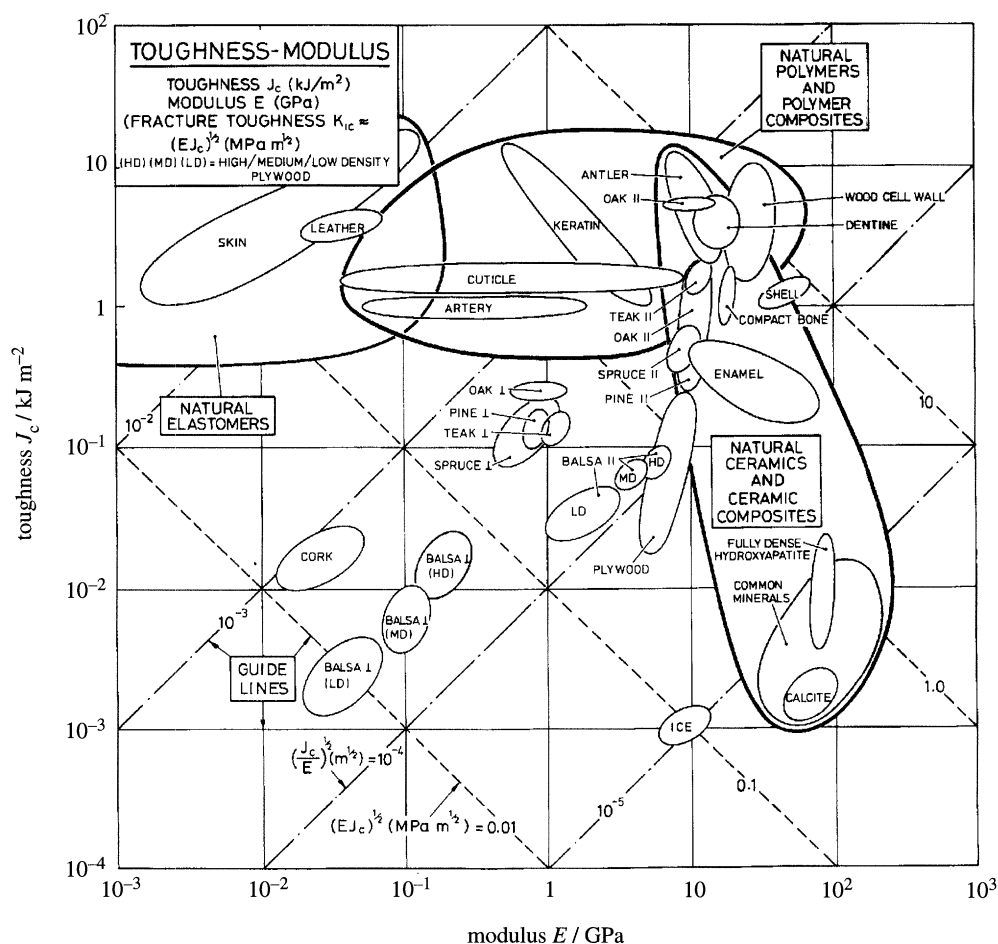 10²
TOUGHNESS-MODULUS
TOUGHNESS Jc (kJ/m²)
MODULUS E (GPa)
(FRACTURE TOUGHNESS KIC ≈
(EJc)^½ (MPa m^½)
(HD) (MD) (LD) = HIGH/MEDIUM/LOW DENSITY
PLYWOOD
NATURAL
POLYMERS
AND
POLYMER
COMPOSITES
10
ANTLER
OAK II
WOOD CELL WALL
DENTINE
SKIN
LEATHER
KERATIN
CUTICLE
ARTERY
SHELL
COMPACT BONE
TEAK II
OAK II
1
SPRUCE II
PINE II
ENAMEL
OAK ⊥
PINE ⊥
TEAK ⊥
SPRUCE ⊥
NATURAL
ELASTOMERS
10⁻²
10
10⁻¹
BALSA II
HD
MD
LD
PLYWOOD
NATURAL
CERAMICS
AND
CERAMIC
COMPOSITES
FULLY DENSE
HYDROXYAPATITE
COMMON
MINERALS
CORK
BALSA ⊥
(HD)
BALSA ⊥
(MD)
BALSA ⊥
(LD)
10⁻²
10⁻³
GUIDE
LINES
CALCITE
1.0
ICE
10⁻³
(Jc/E)^½ (m^½) = 10⁻⁴
(EJc)^½ (MPa m^½) = 0.01
10⁻⁵
0.1
10⁻⁴
10⁻³
10⁻²
10⁻¹
1
10
10²
10³
toughness Jc / kJ m⁻²
modulus E / GPa